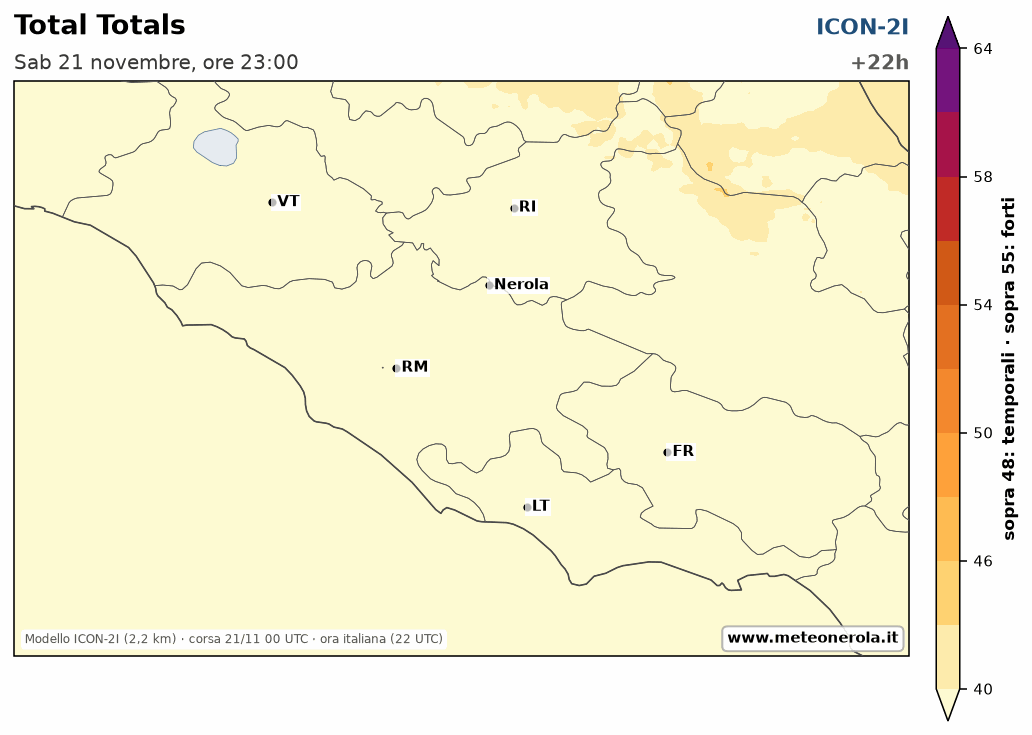 Total Totals
ICON-2I
Sab 21 novembre, ore 23:00
+22h
VT
RI
Nerola
RM
FR
LT
64
58
54
50
46
40
sopra 48: temporali · sopra 55: forti
Modello ICON-2I (2,2 km) · corsa 21/11 00 UTC · ora italiana (22 UTC)
www.meteonerola.it